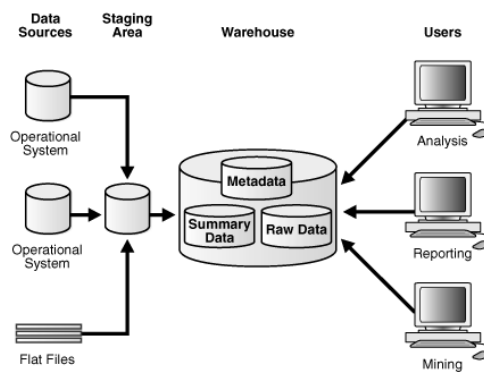 Data
Sources
Staging
Area
Warehouse
Users
Operational
System
Operational
System
Flat Files
Metadata
Summary
Data
Raw Data
Analysis
Reporting
Mining